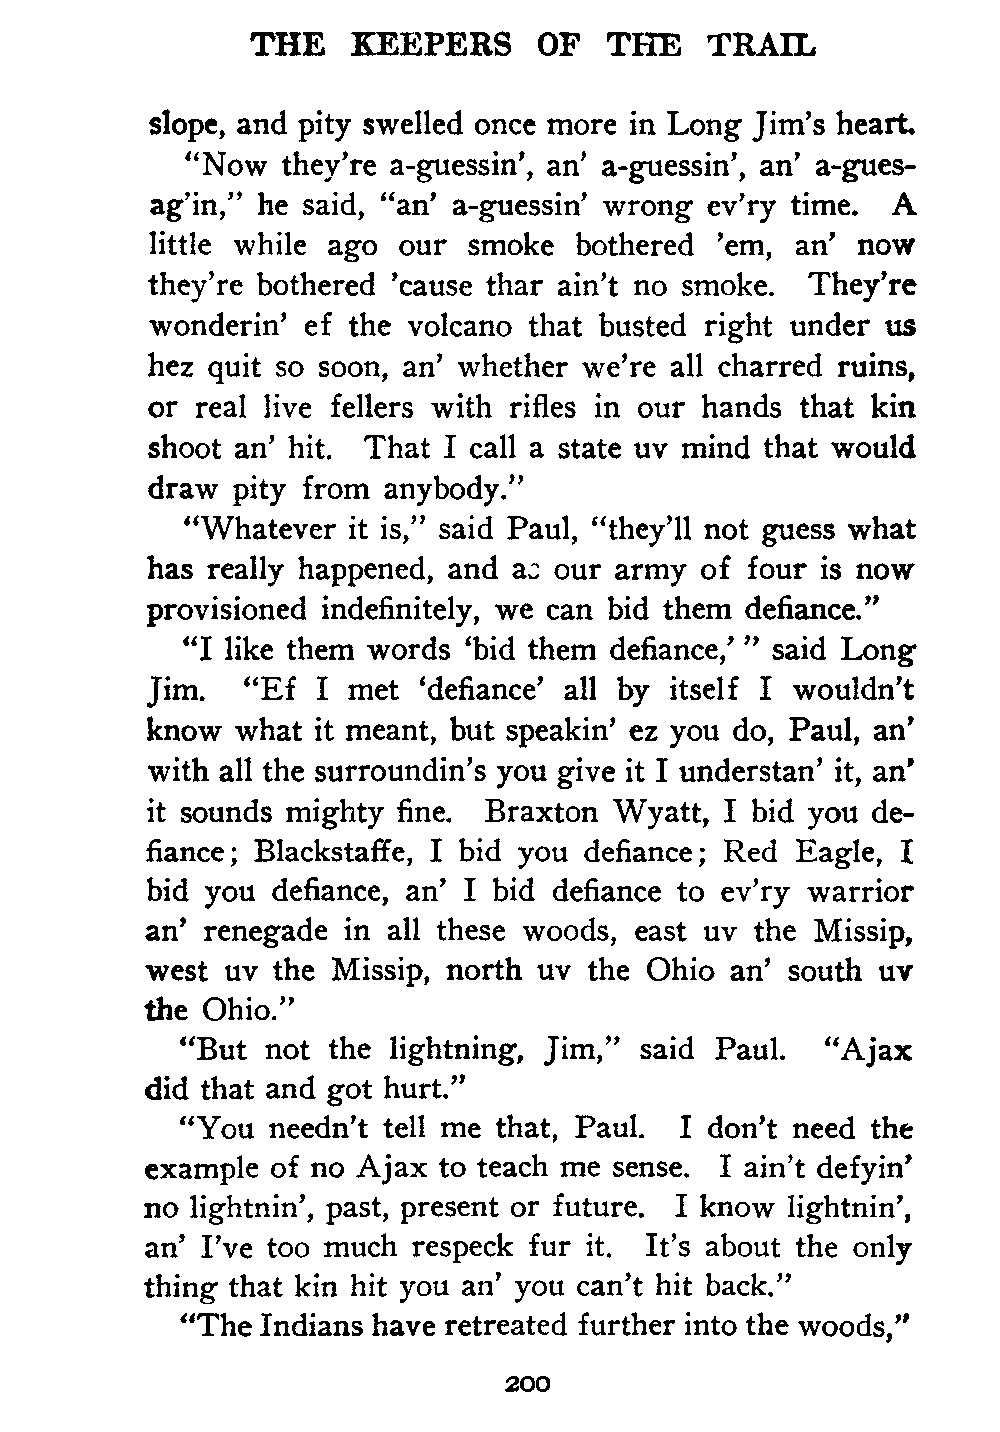 THE KEEPERS OF THE TRAIL
slope, and pity swelled once more in Long Jim's heart.
“Now they're a-guessin', an' a-guessin', an' a-gues-
ag'in,” he said, “an' a-guessin' wrong ev'ry time. A
little while ago our smoke bothered 'em, an' now
they're bothered 'cause thar ain't no smoke. They're
wonderin' ef the volcano that busted right under us
hez quit so soon, an' whether we're all charred ruins,
or real live fellers with rifles in our hands that kin
shoot an' hit. That I call a state uv mind that would
draw pity from anybody.”
“Whatever it is,” said Paul, “they'll not guess what
has really happened, and as our army of four is now
provisioned indefinitely, we can bid them defiance.”
“I like them words ‘bid them defiance,’ ” said Long
Jim. “Ef I met ‘defiance’ all by itself I wouldn't
know what it meant, but speakin' ez you do, Paul, an'
with all the surroundin's you give it I understan' it, an'
it sounds mighty fine. Braxton Wyatt, I bid you de-
fiance; Blackstaffe, I bid you defiance; Red Eagle, I
bid you defiance, an' I bid defiance to ev'ry warrior
an' renegade in all these woods, east uv the Missip,
west uv the Missip, north uv the Ohio an' south uv
the Ohio.”
“But not the lightning, Jim,” said Paul. “Ajax
did that and got hurt.”
“You needn't tell me that, Paul. I don't need the
example of no Ajax to teach me sense. I ain't defyin'
no lightnin', past, present or future. I know lightnin',
an' I've too much respeck fur it. It's about the only
thing that kin hit you an' you can't hit back.”
“The Indians have retreated further into the woods,”
200